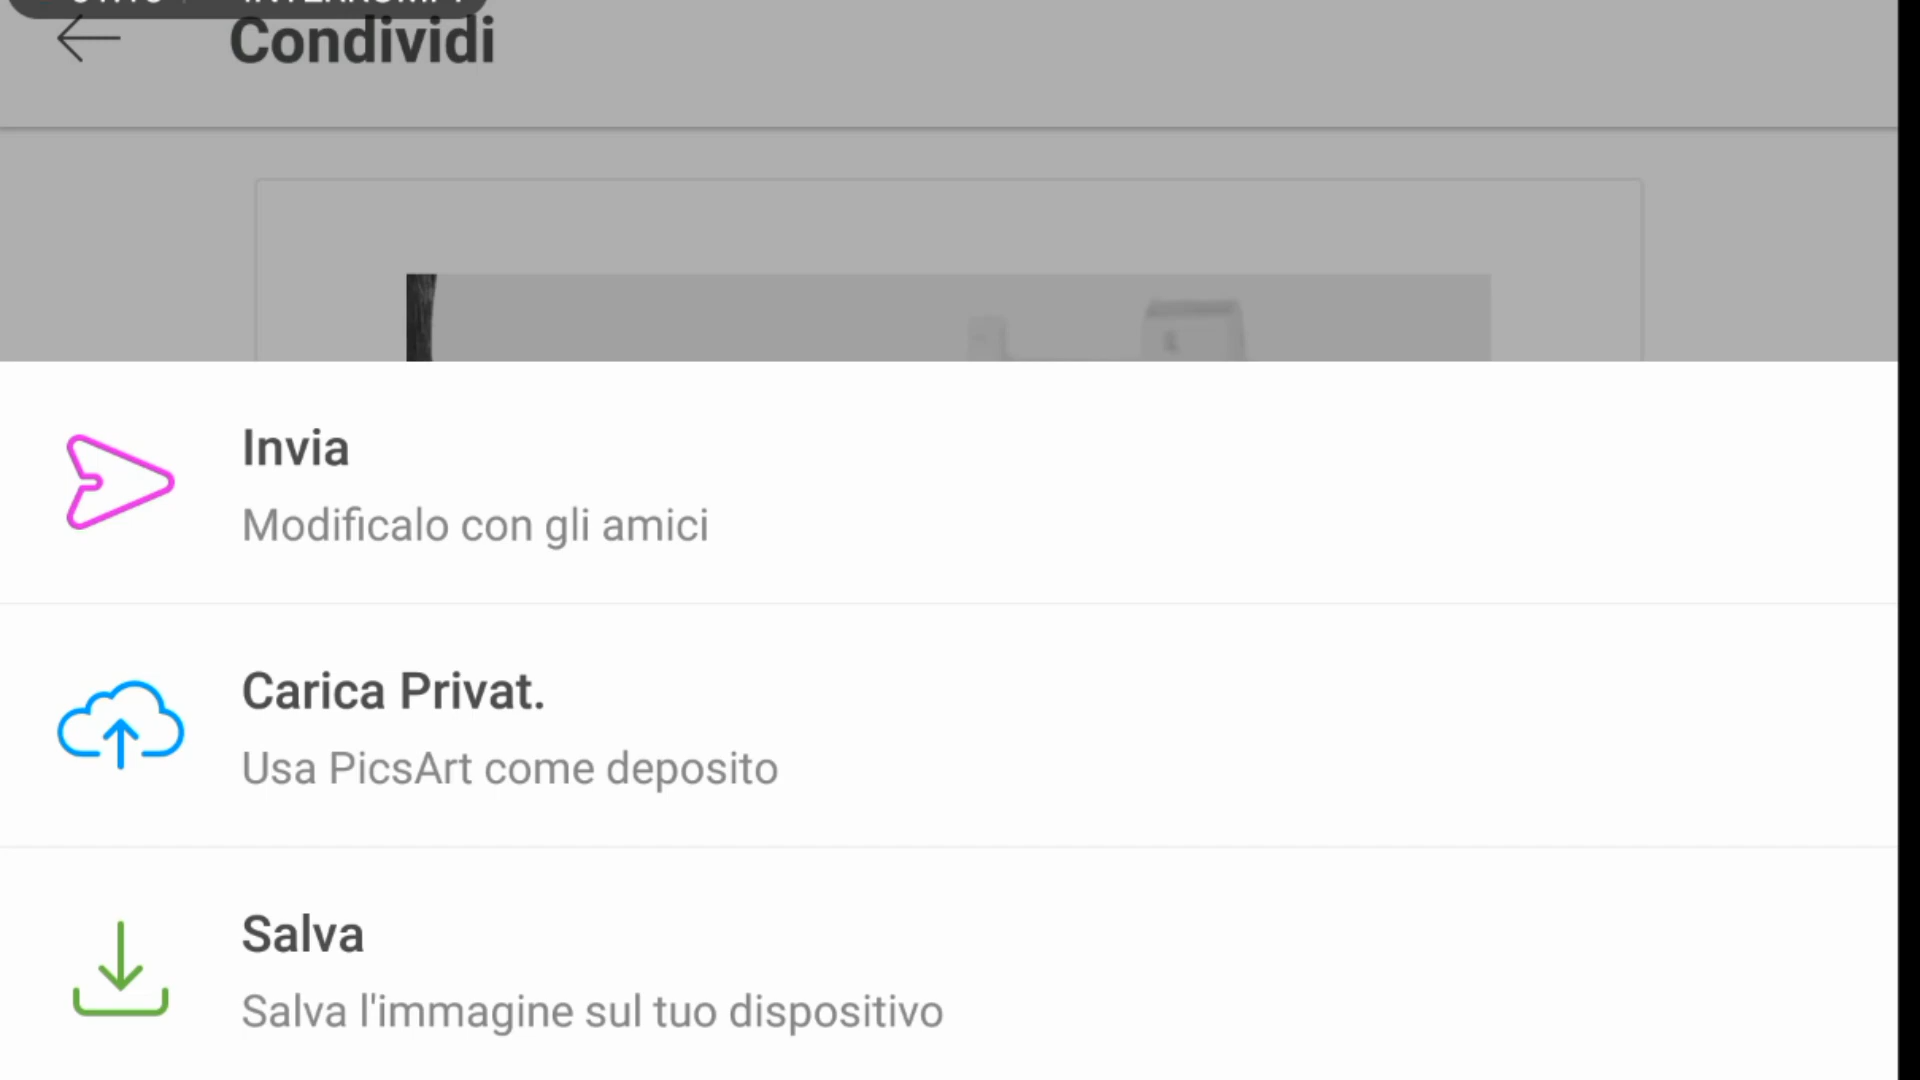 Condividi
Invia
Modificalo con gli amici
Carica Privat.
Usa PicsArt come deposito
Salva
Salva l'immagine sul tuo dispositivo